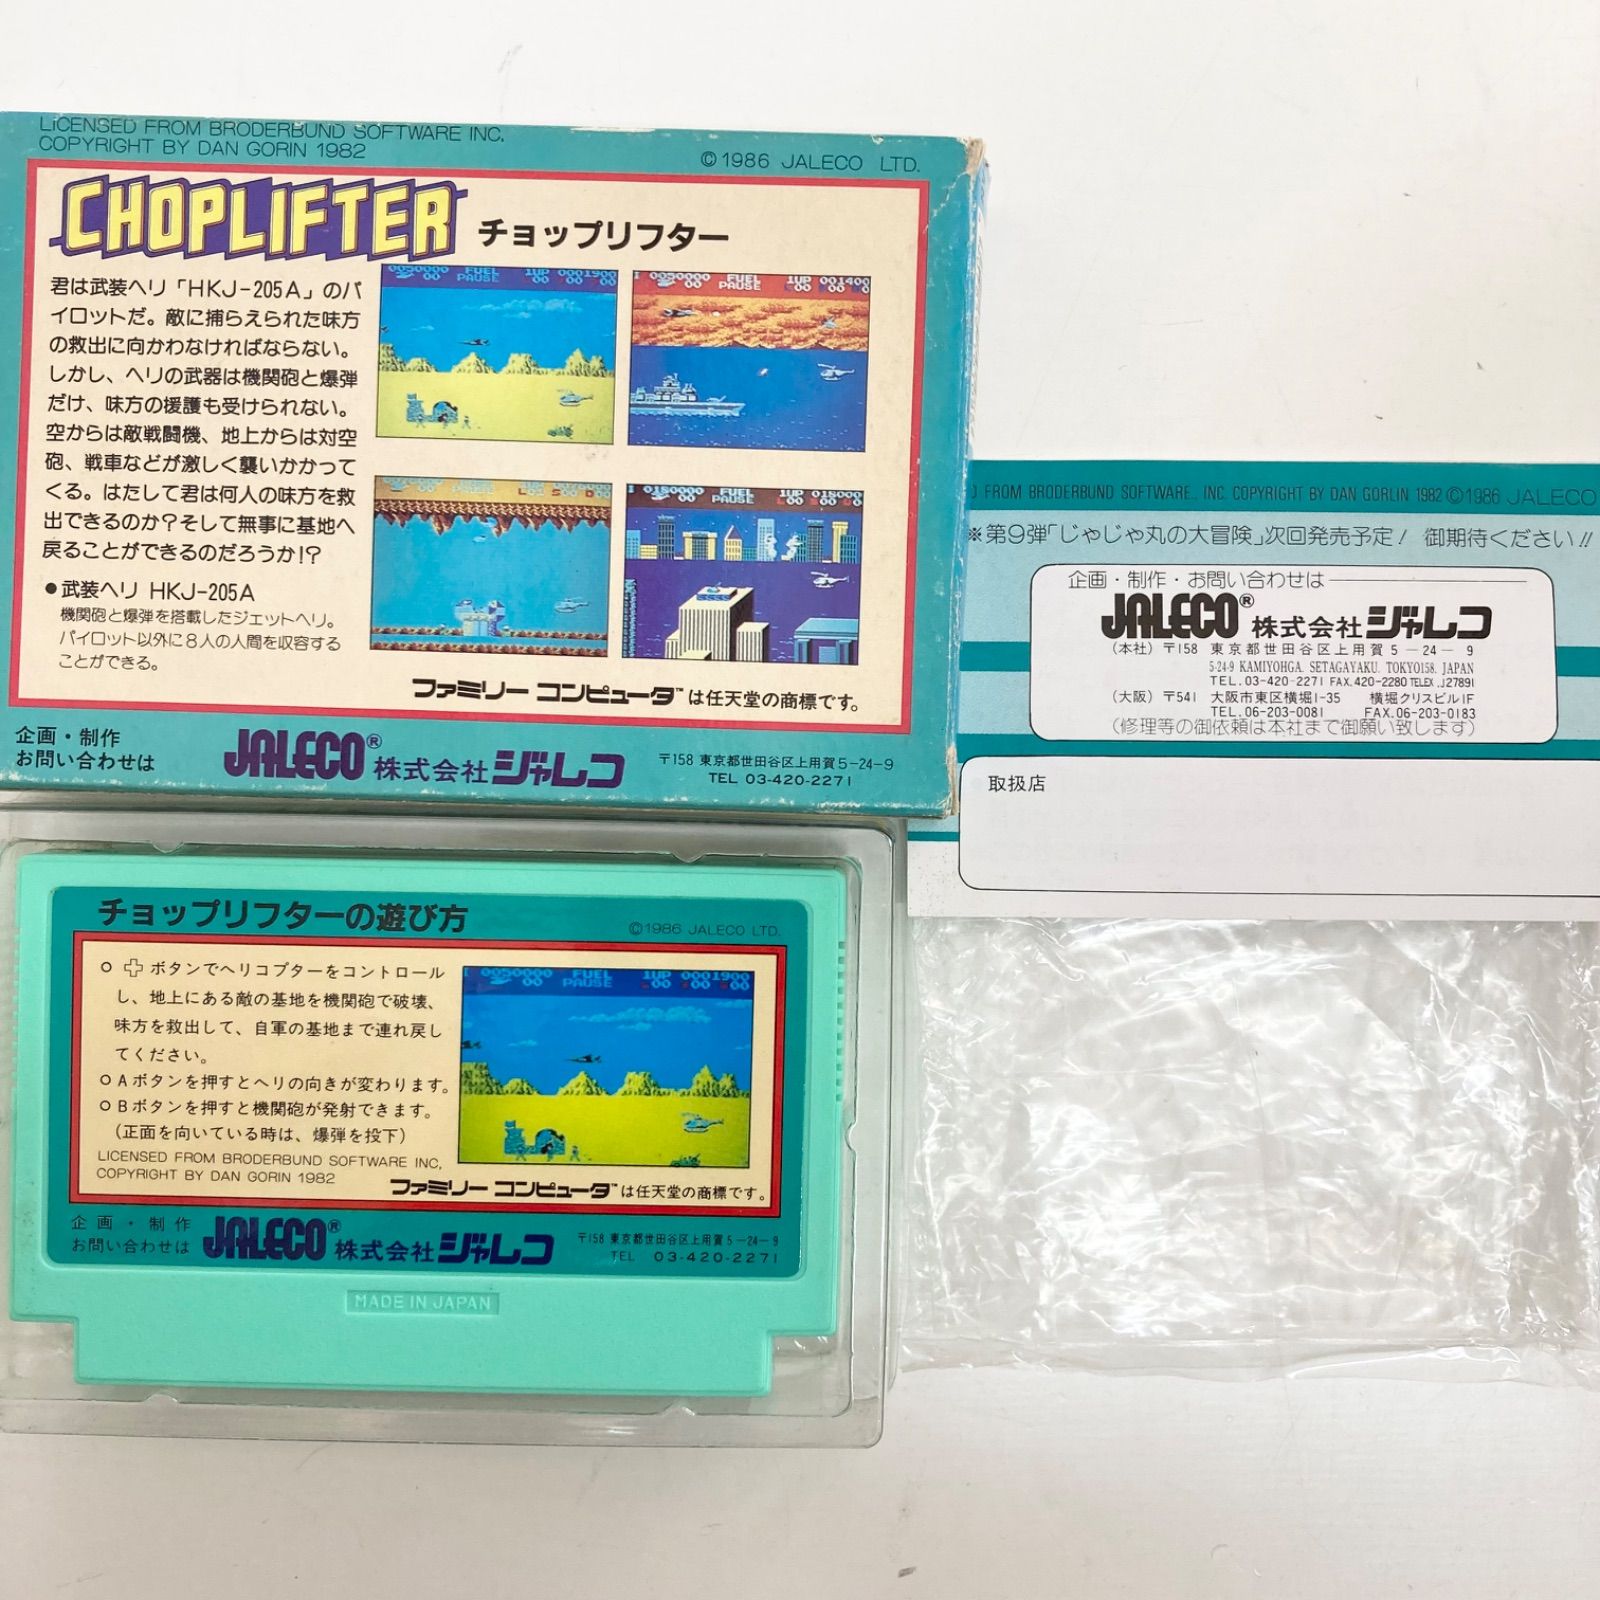 LICENSED FROM BRODERBUND SOFTWARE INC.
COPYRIGHT BY DAN GORIN 1982
©1986 JALECO LTD.
CHOPLIFTER チョップリフター
君は武装ヘリ「HKJ-205A」のパ
イロットだ。敵に捕らえられた味方
の救出に向かわなければならない。
しかし、ヘリの武器は機関砲と爆弾
だけ、味方の援護も受けられない。
空からは敵戦闘機、地上からは対空
砲、戦車などが激しく襲いかかって
くる。はたして君は何人の味方を救
出できるのか?そして無事に基地へ
戻ることができるのだろうか!?
●武装ヘリ HKJ-205A
機関砲と爆弾を搭載したジェットヘリ。
パイロット以外に8人の人間を収容する
ことができる。
I 0050000 FUEL 1UP 0001900
00 PAUSE 00 00 00
I 0050000 FUEL 1UP 001400
00 PAUSE 00 00 00
I 0180000 FUEL 1UP 018000
00 PAUSE 00 00 00
ファミリー コンピュータ™は任天堂の商標です。
企画・制作
お問い合わせは
JALECO® 株式会社ジャレコ
〒158 東京都世田谷区上用賀5-24-9
TEL 03-420-2271
FROM BRODERBUND SOFTWARE., INC. COPYRIGHT BY DAN GORLIN 1982 ©1986 JALECO
※第9弾「じゃじゃ丸の大冒険」次回発売予定! 御期待ください!!
企画・制作・お問い合わせは
JALECO® 株式会社ジャレコ
(本社) 〒158 東京都世田谷区上用賀5-24-9
5-24-9 KAMIYOHGA. SETAGAYAKU. TOKYO158. JAPAN
TEL.03-420-2271 FAX.420-2280 TELEX .J27891
(大阪) 〒541 大阪市東区横堀1-35 横堀クリスビル1F
TEL.06-203-0081 FAX.06-203-0183
(修理等の御依頼は本社まで御願い致します)
取扱店
チョップリフターの遊び方
©1986 JALECO LTD.
○ ✚ボタンでヘリコプターをコントロール
し、地上にある敵の基地を機関砲で破壊、
味方を救出して、自軍の基地まで連れ戻し
てください。
○Aボタンを押すとヘリの向きが変わります。
○Bボタンを押すと機関砲が発射できます。
(正面を向いている時は、爆弾を投下)
I 0050000 FUEL 1UP 0001900
00 PAUSE 00 00 00
LICENSED FROM BRODERBUND SOFTWARE INC,
COPYRIGHT BY DAN GORIN 1982
ファミリー コンピュータ™は任天堂の商標です。
企画・制作
お問い合わせは
JALECO® 株式会社ジャレコ
〒158 東京都世田谷区上用賀5-24-9
TEL 03-420-2271
MADE IN JAPAN